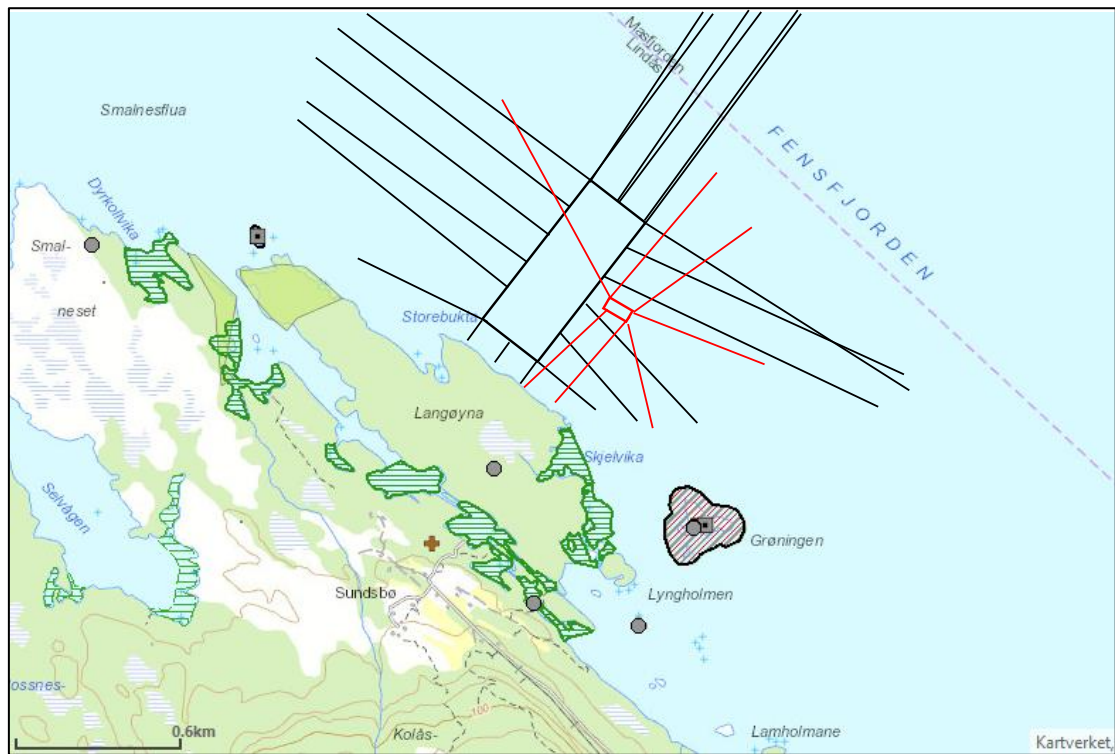 Masfjorden
Lindås
Smalnesflua
FENSFJORDEN
Dyrkollvika
Smal-
neset
Storebukta
Langøyna
Skjelvika
Selvågen
Grøningen
Sundsbø
Lyngholmen
ossnes-
100
0.6km
Kolås-
Lamholmane
Kartverket